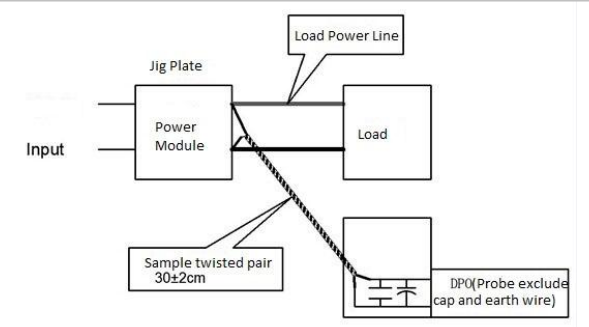 Load Power Line
Jig Plate
Power
Module
Load
Input
Sample twisted pair
30±2cm
DPO(Probe exclude
cap and earth wire)